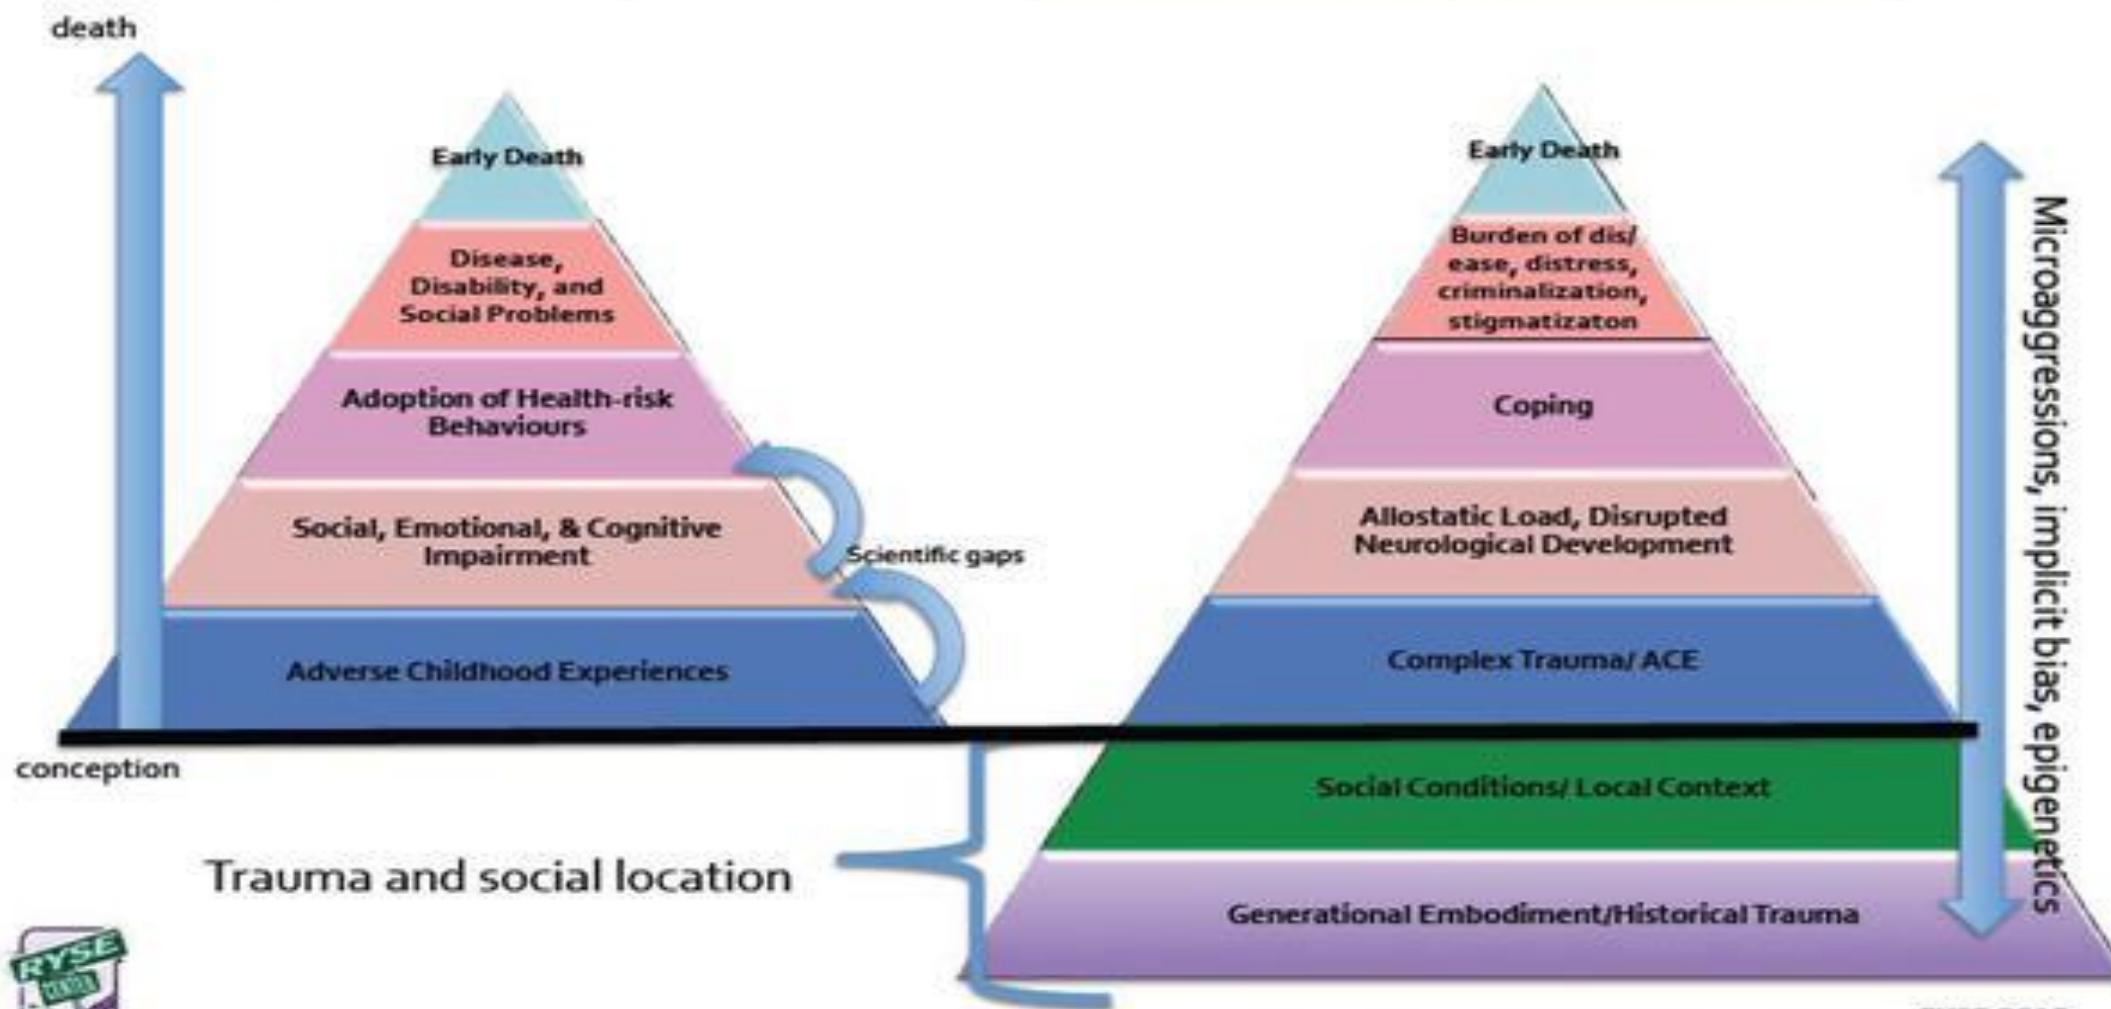 death
Early Death
Disease,
Disability, and
Social Problems
Adoption of Health-risk
Behaviours
Social, Emotional, & Cognitive
Impairment
Scientific gaps
Adverse Childhood Experiences
conception
Trauma and social location
RYSE
CENTER
Early Death
Burden of dis/
ease, distress,
criminalization,
stigmatizaton
Coping
Allostatic Load, Disrupted
Neurological Development
Complex Trauma/ ACE
Social Conditions/ Local Context
Generational Embodiment/Historical Trauma
Microaggressions, implicit bias, epigenetics